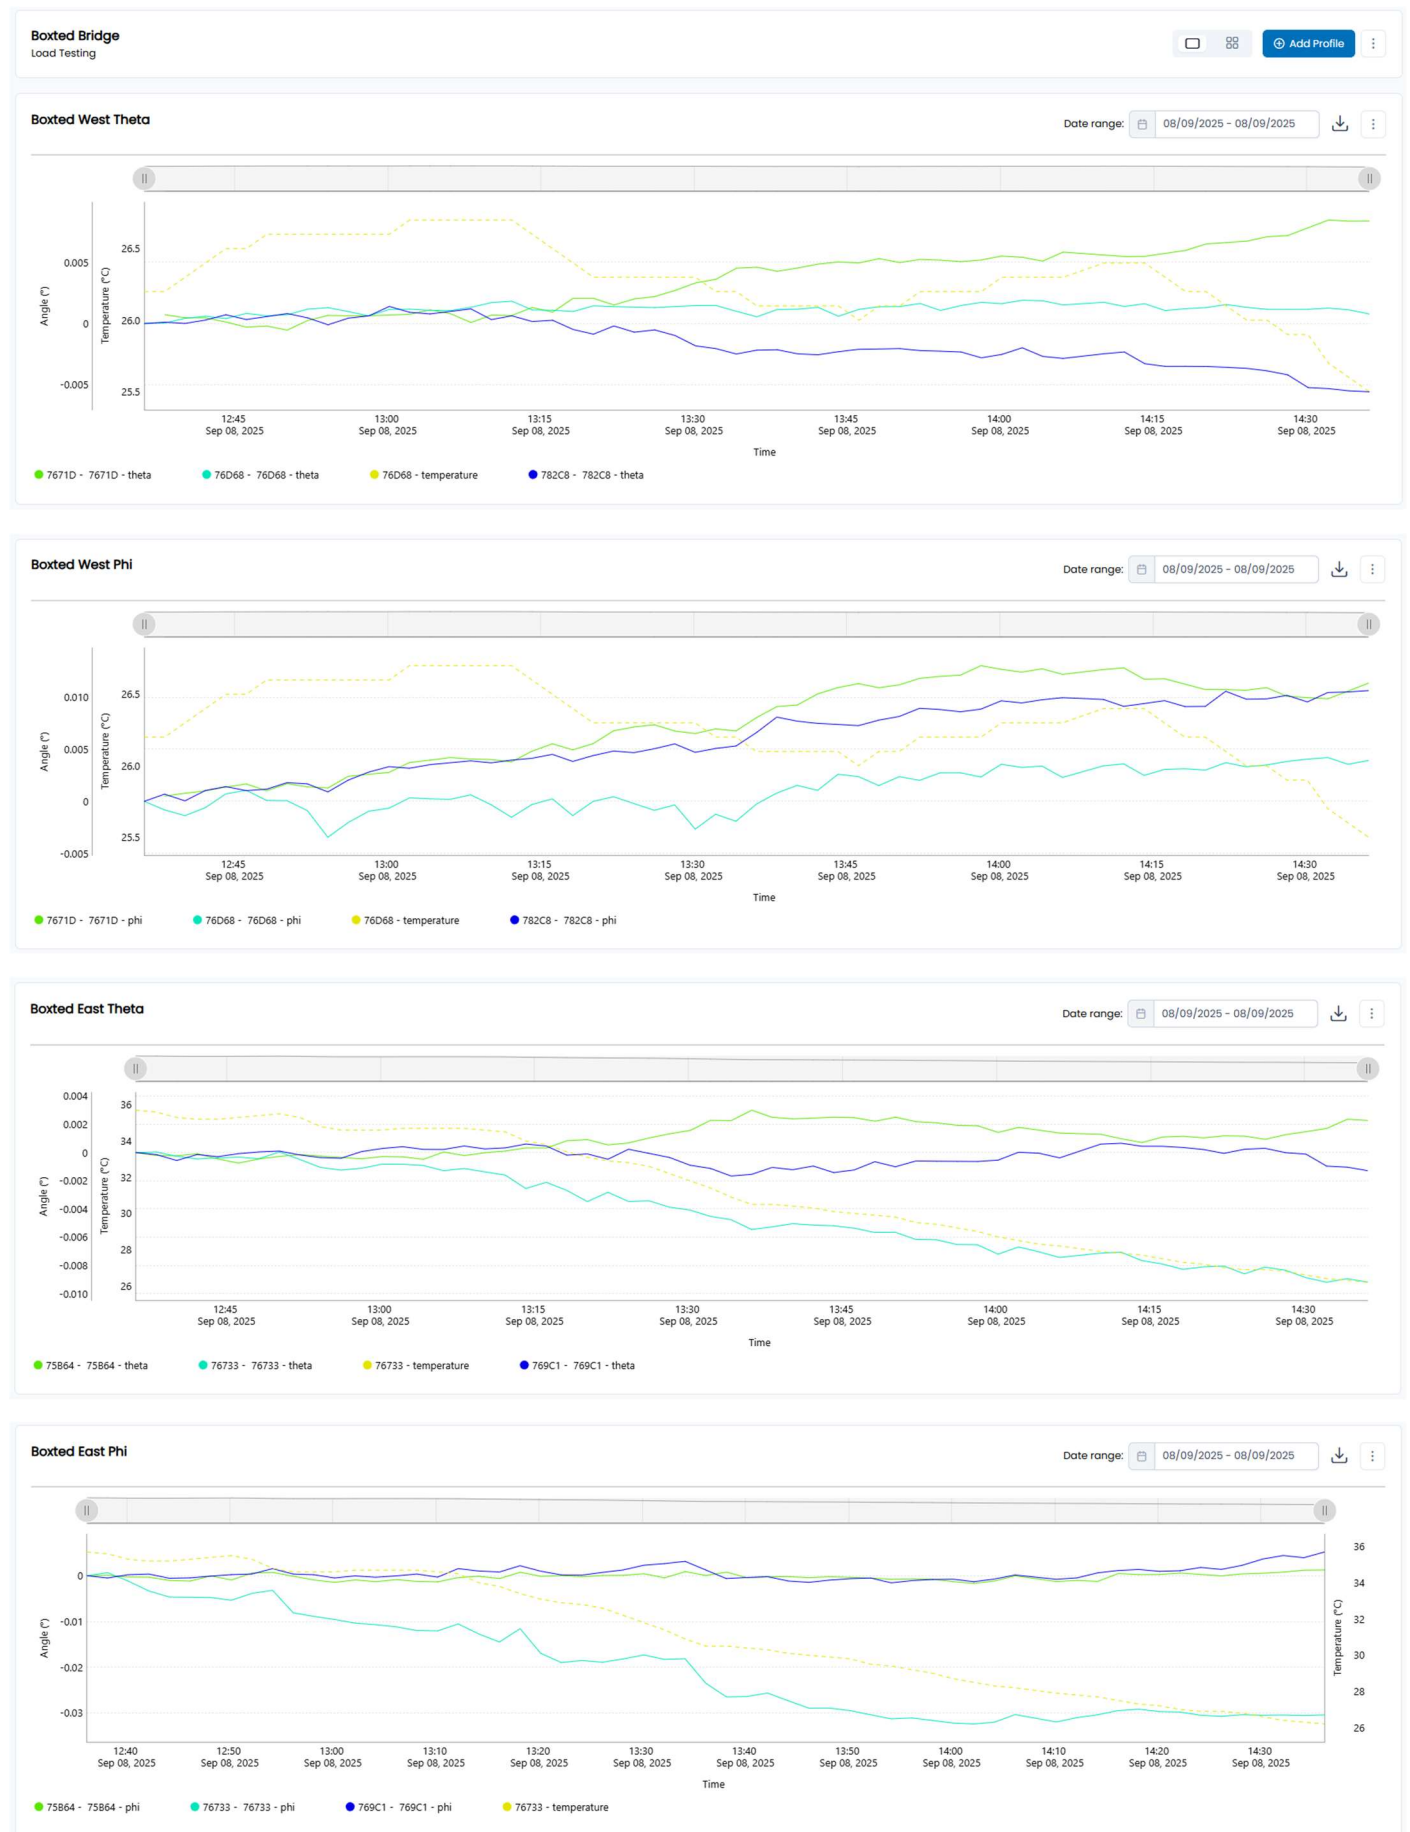 Boxted Bridge
Load Testing
Add Profile
Boxted West Theta
Date range: 08/09/2025 - 08/09/2025
Angle (°)
Temperature (°C)
0.005
0
-0.005
26.5
26.0
25.5
12:45 13:00 13:15 13:30 13:45 14:00 14:15 14:30
Sep 08, 2025 Sep 08, 2025 Sep 08, 2025 Sep 08, 2025 Sep 08, 2025 Sep 08, 2025 Sep 08, 2025 Sep 08, 2025
Time
7671D - 7671D - theta 76D68 - 76D68 - theta 76D68 - temperature 782C8 - 782C8 - theta
Boxted West Phi
Date range: 08/09/2025 - 08/09/2025
Angle (°)
Temperature (°C)
0.010
0.005
0
-0.005
26.5
26.0
25.5
12:45 13:00 13:15 13:30 13:45 14:00 14:15 14:30
Sep 08, 2025 Sep 08, 2025 Sep 08, 2025 Sep 08, 2025 Sep 08, 2025 Sep 08, 2025 Sep 08, 2025 Sep 08, 2025
Time
7671D - 7671D - phi 76D68 - 76D68 - phi 76D68 - temperature 782C8 - 782C8 - phi
Boxted East Theta
Date range: 08/09/2025 - 08/09/2025
Angle (°)
Temperature (°C)
0.004
0.002
0
-0.002
-0.004
-0.006
-0.008
-0.010
36
34
32
30
28
26
12:45 13:00 13:15 13:30 13:45 14:00 14:15 14:30
Sep 08, 2025 Sep 08, 2025 Sep 08, 2025 Sep 08, 2025 Sep 08, 2025 Sep 08, 2025 Sep 08, 2025 Sep 08, 2025
Time
75B64 - 75B64 - theta 76733 - 76733 - theta 76733 - temperature 769C1 - 769C1 - theta
Boxted East Phi
Date range: 08/09/2025 - 08/09/2025
Angle (°)
0
-0.01
-0.02
-0.03
36
34
32
30
28
26
Temperature (°C)
12:40 12:50 13:00 13:10 13:20 13:30 13:40 13:50 14:00 14:10 14:20 14:30
Sep 08, 2025 Sep 08, 2025 Sep 08, 2025 Sep 08, 2025 Sep 08, 2025 Sep 08, 2025 Sep 08, 2025 Sep 08, 2025 Sep 08, 2025 Sep 08, 2025 Sep 08, 2025 Sep 08, 2025
Time
75B64 - 75B64 - phi 76733 - 76733 - phi 769C1 - 769C1 - phi 76733 - temperature